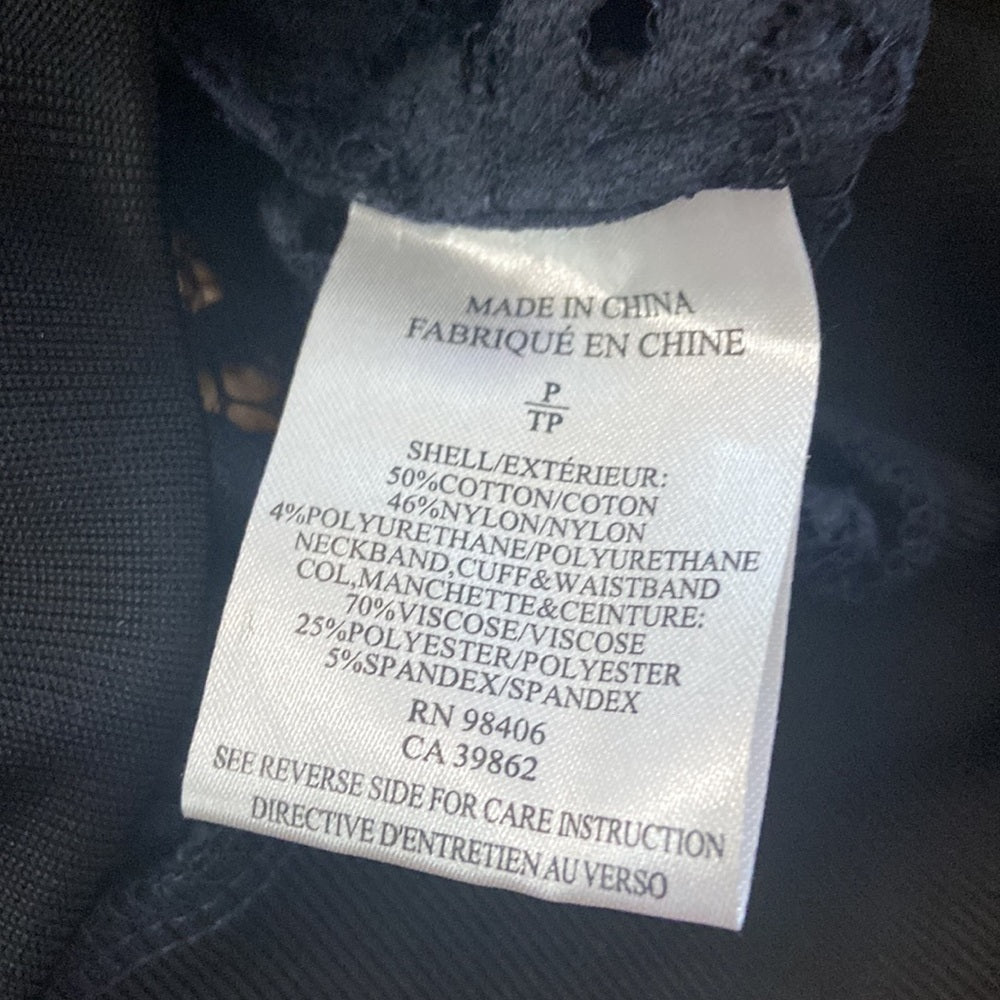 MADE IN CHINA
FABRIQUÉ EN CHINE
P
TP
SHELL/EXTÉRIEUR:
50%COTTON/COTON
46%NYLON/NYLON
4%POLYURETHANE/POLYURETHANE
NECKBAND,CUFF&WAISTBAND
COL,MANCHETTE&CEINTURE:
70%VISCOSE/VISCOSE
25%POLYESTER/POLYESTER
5%SPANDEX/SPANDEX
RN 98406
CA 39862
SEE REVERSE SIDE FOR CARE INSTRUCTION
DIRECTIVE D'ENTRETIEN AU VERSO